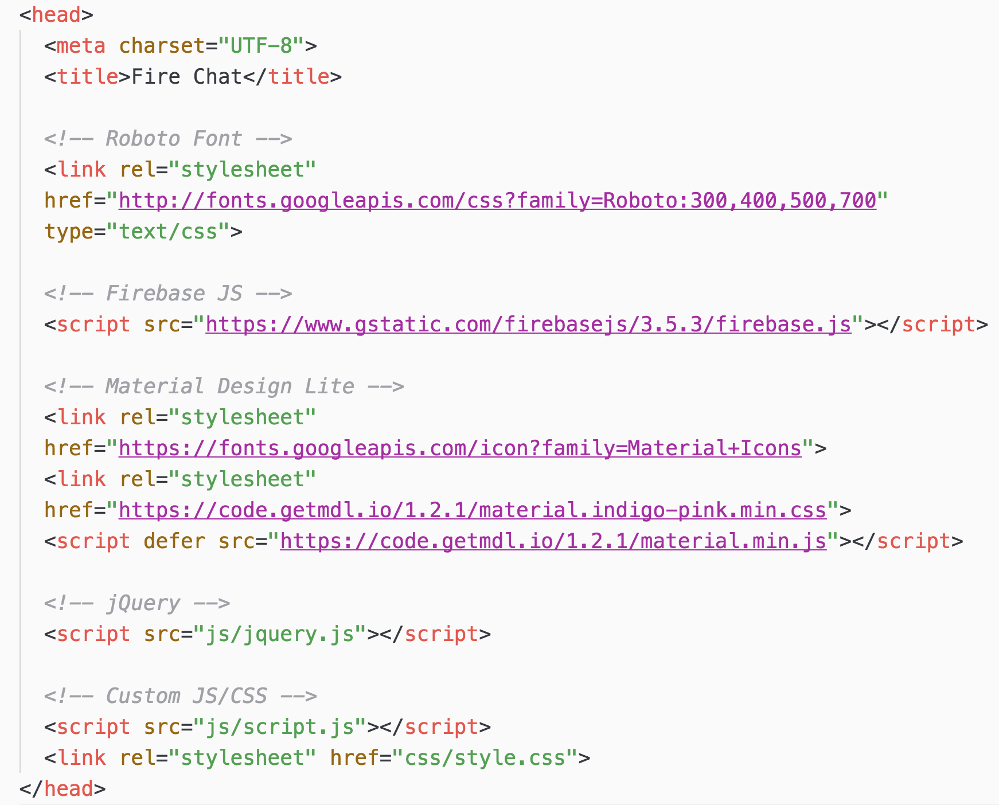 <head>
<meta charset="UTF-8">
<title>Fire Chat</title>
<!-- Roboto Font -->
<link rel="stylesheet"
href="http://fonts.googleapis.com/css?family=Roboto:300,400,500,700"
type="text/css">
<!-- Firebase JS -->
<script src="https://www.gstatic.com/firebasejs/3.5.3/firebase.js"></script>
<!-- Material Design Lite -->
<link rel="stylesheet"
href="https://fonts.googleapis.com/icon?family=Material+Icons">
<link rel="stylesheet"
href="https://code.getmdl.io/1.2.1/material.indigo-pink.min.css">
<script defer src="https://code.getmdl.io/1.2.1/material.min.js"></script>
<!-- jQuery -->
<script src="js/jquery.js"></script>
<!-- Custom JS/CSS -->
<script src="js/script.js"></script>
<link rel="stylesheet" href="css/style.css">
</head>